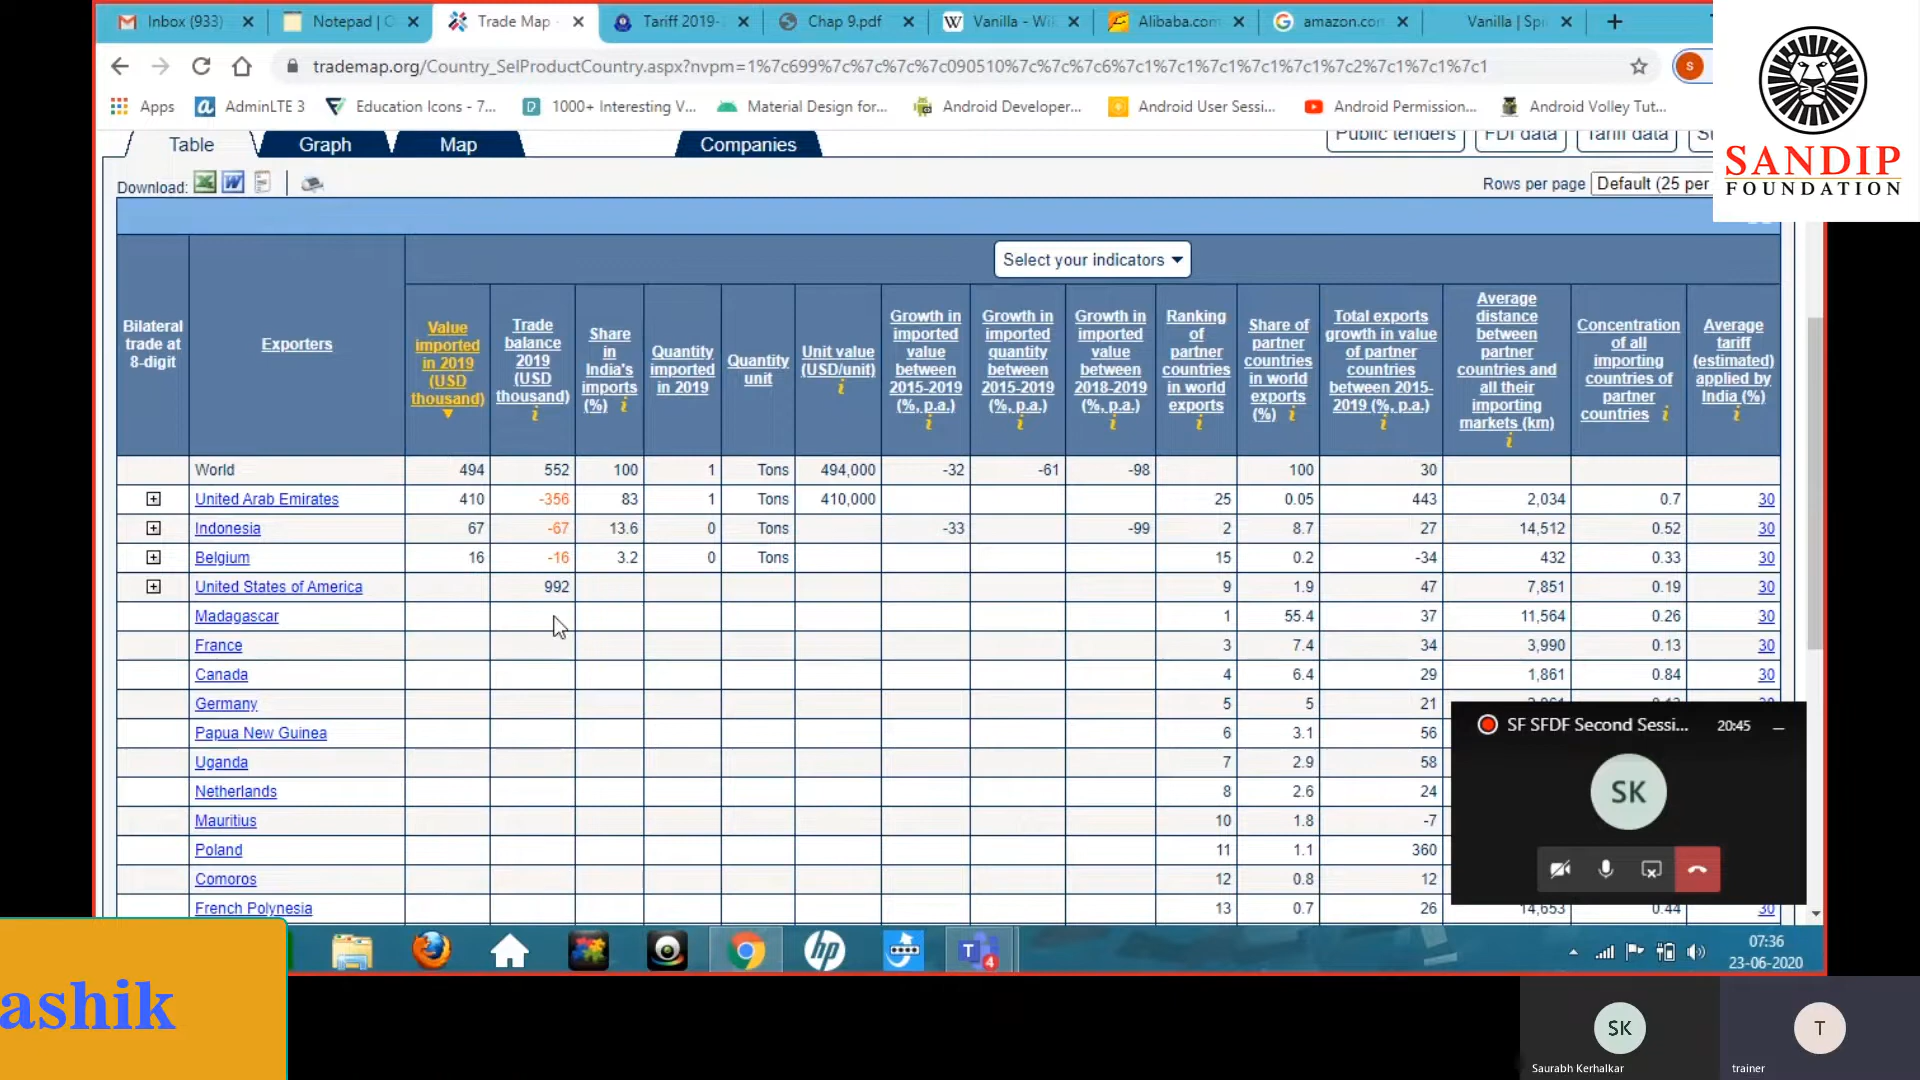 Inbox (933) × Notepad | C × Trade Map - × Tariff 2019- × Chap 9.pdf × Vanilla - Wi × Alibaba.com × amazon.co × Vanilla | Spi × +
trademap.org/Country_SelProductCountry.aspx?nvpm=1%7c699%7c%7c%7c%7c090510%7c%7c%7c6%7c1%7c1%7c1%7c1%7c1%7c2%7c1%7c1%7c1%7c1
S
Apps AdminLTE 3 Education Icons - 7... 1000+ Interesting V... Material Design for... Android Developer... Android User Sessi... Android Permission... Android Volley Tut...
SANDIP
FOUNDATION
Table Graph Map Companies Public tenders FDI data Tariff data
Download: Rows per page Default (25 per
Select your indicators
Bilateral trade at 8-digit
Exporters
Value imported in 2019 (USD thousand)
Trade balance 2019 (USD thousand) i
Share in India's imports (%) i
Quantity imported in 2019
Quantity unit
Unit value (USD/unit) i
Growth in imported value between 2015-2019 (%, p.a.) i
Growth in imported quantity between 2015-2019 (%, p.a.) i
Growth in imported value between 2018-2019 (%, p.a.) i
Ranking of partner countries in world exports i
Share of partner countries in world exports (%) i
Total exports growth in value of partner countries between 2015-2019 (%, p.a.) i
Average distance between partner countries and all their importing markets (km) i
Concentration of all importing countries of partner countries i
Average tariff (estimated) applied by India (%) i
World 494 552 100 1 Tons 494,000 -32 -61 -98 100 30
United Arab Emirates 410 -356 83 1 Tons 410,000 25 0.05 443 2,034 0.7 30
Indonesia 67 -67 13.6 0 Tons -33 -99 2 8.7 27 14,512 0.52 30
Belgium 16 -16 3.2 0 Tons 15 0.2 -34 432 0.33 30
United States of America 992 9 1.9 47 7,851 0.19 30
Madagascar 1 55.4 37 11,564 0.26 30
France 3 7.4 34 3,990 0.13 30
Canada 4 6.4 29 1,861 0.84 30
Germany 5 5 21
Papua New Guinea 6 3.1 56
Uganda 7 2.9 58
Netherlands 8 2.6 24
Mauritius 10 1.8 -7
Poland 11 1.1 360
Comoros 12 0.8 12
French Polynesia 13 0.7 26 14,653 0.44 30
SF SFDF Second Sessi... 20:45
SK
hp
T 4
07:36
23-06-2020
ashik
SK
Saurabh Kerhalkar
T
trainer